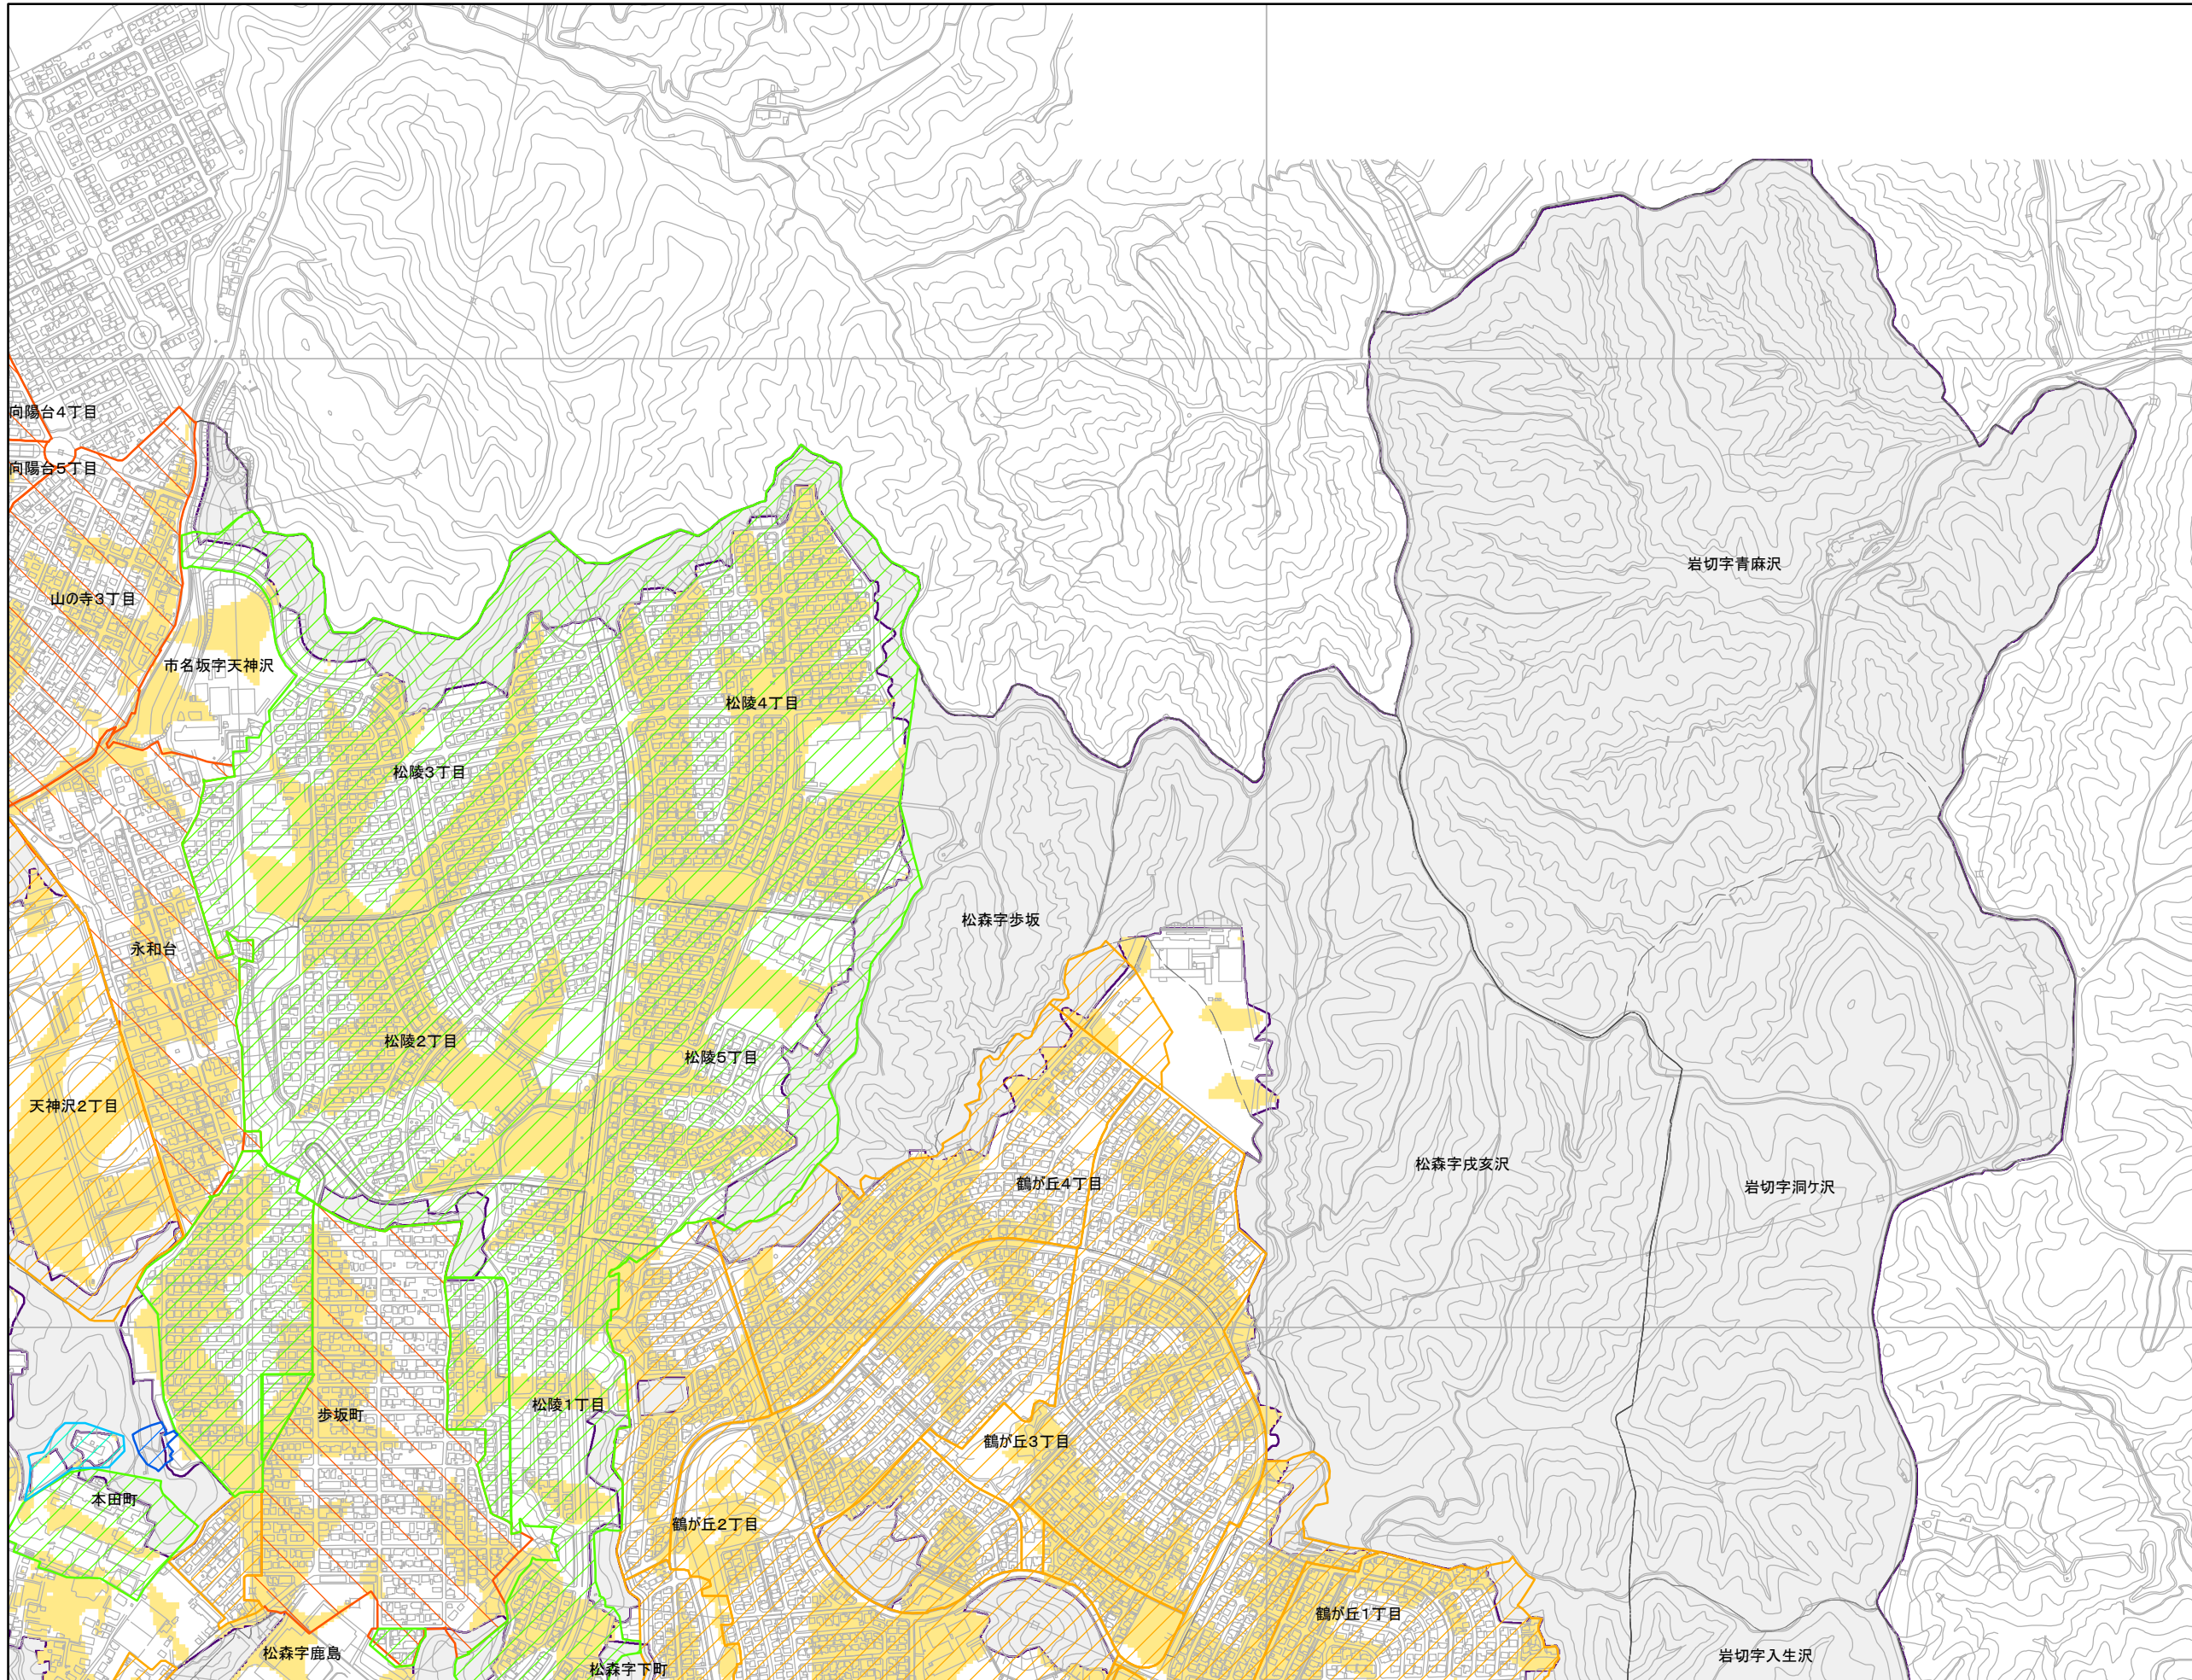 向陽台4丁目
向陽台5丁目
岩切字青麻沢
山の寺3丁目
市名坂字天神沢
松陵4丁目
松陵3丁目
松森字歩坂
永和台
松陵2丁目
松陵5丁目
天神沢2丁目
松森字戌亥沢
鶴が丘4丁目
岩切字洞ケ沢
松陵1丁目
歩坂町
鶴が丘3丁目
本田町
鶴が丘2丁目
鶴が丘1丁目
松森字鹿島
岩切字入生沢
松森字下町